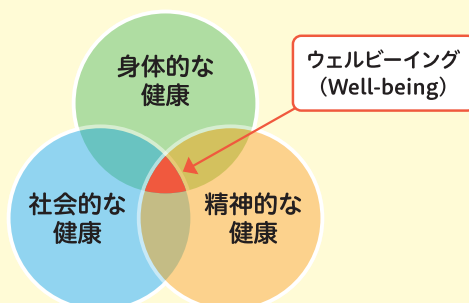 身体的な
健康
ウェルビーイング
（Well-being）
社会的な
健康
精神的な
健康